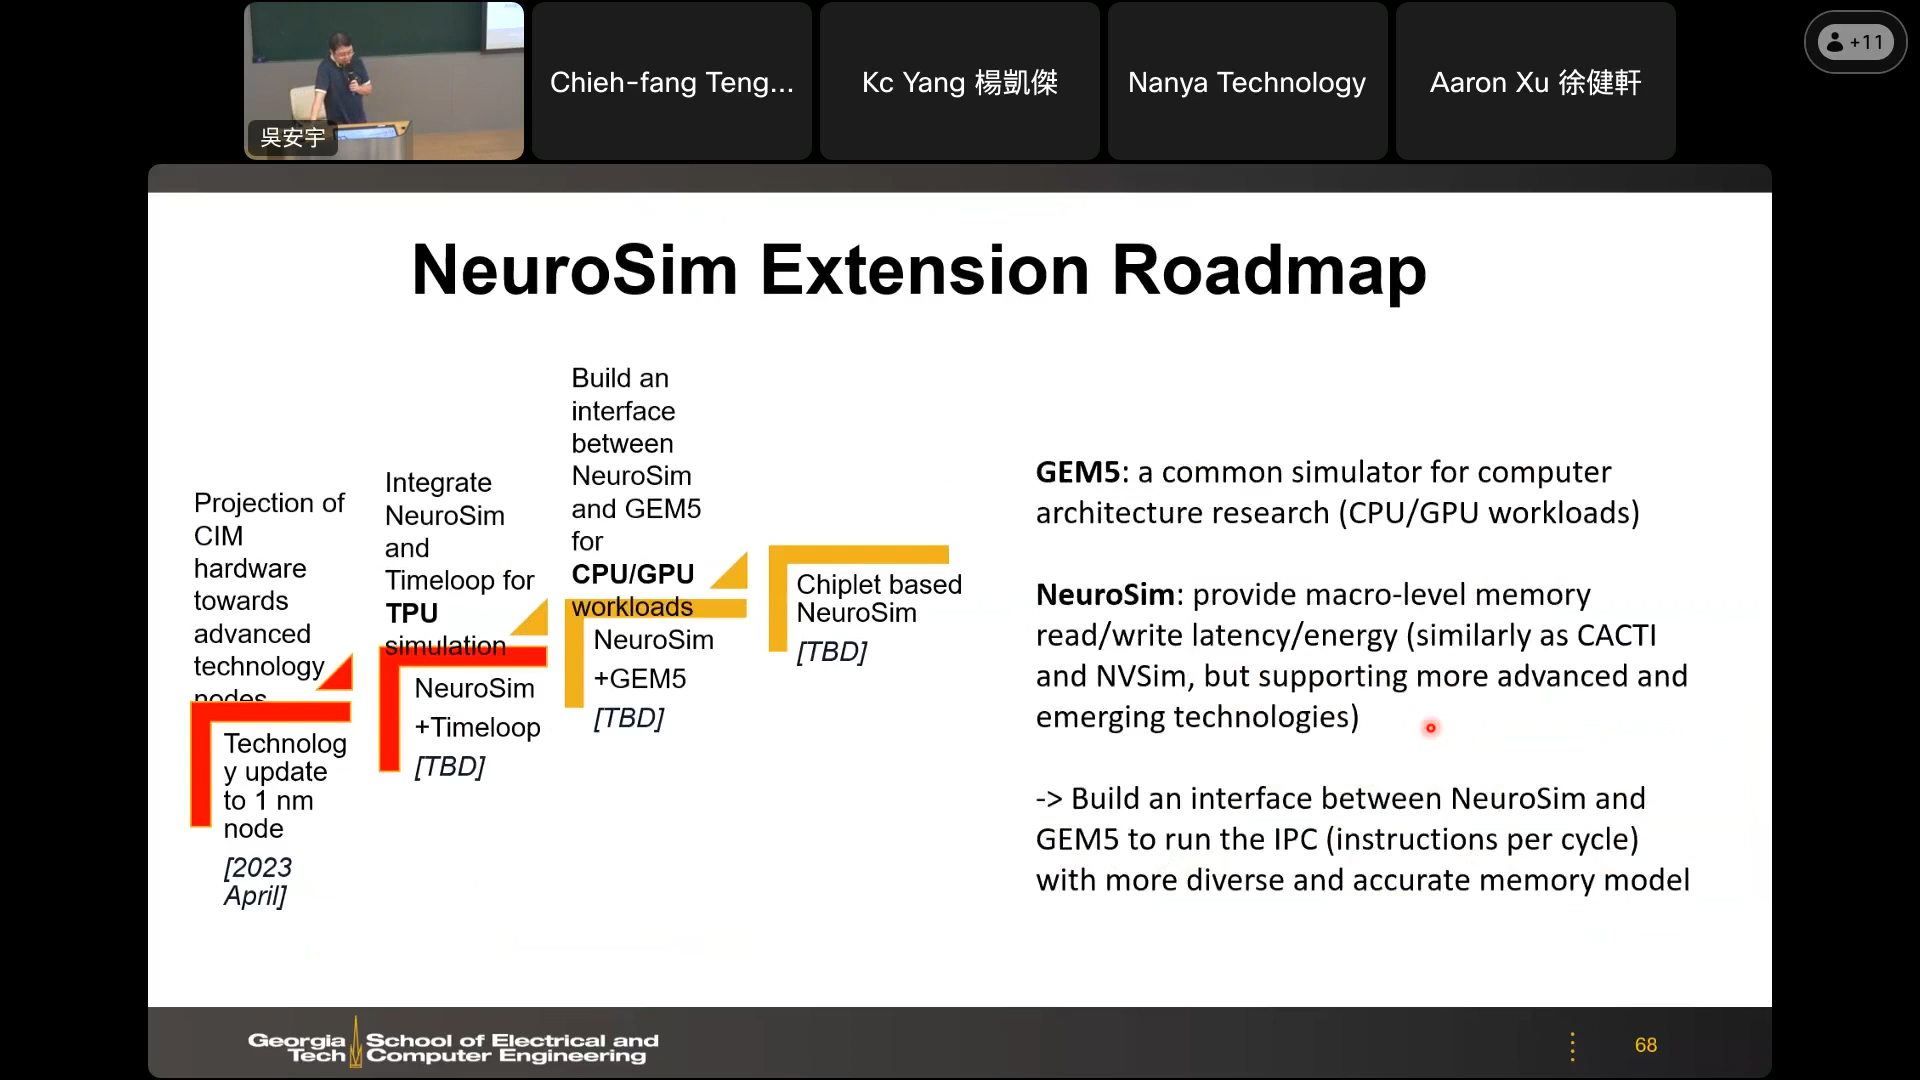 吳安宇
Chieh-fang Teng...
Kc Yang 楊凱傑
Nanya Technology
Aaron Xu 徐健軒
+11
NeuroSim Extension Roadmap
Projection of
CIM
hardware
towards
advanced
technology
nodes
Technolog
y update
to 1 nm
node
[2023
April]
Integrate
NeuroSim
and
Timeloop for
TPU
simulation
NeuroSim
+Timeloop
[TBD]
Build an
interface
between
NeuroSim
and GEM5
for
CPU/GPU
workloads
NeuroSim
+GEM5
[TBD]
Chiplet based
NeuroSim
[TBD]
GEM5: a common simulator for computer
architecture research (CPU/GPU workloads)
NeuroSim: provide macro-level memory
read/write latency/energy (similarly as CACTI
and NVSim, but supporting more advanced and
emerging technologies)
-> Build an interface between NeuroSim and
GEM5 to run the IPC (instructions per cycle)
with more diverse and accurate memory model
Georgia Tech
School of Electrical and
Computer Engineering
68